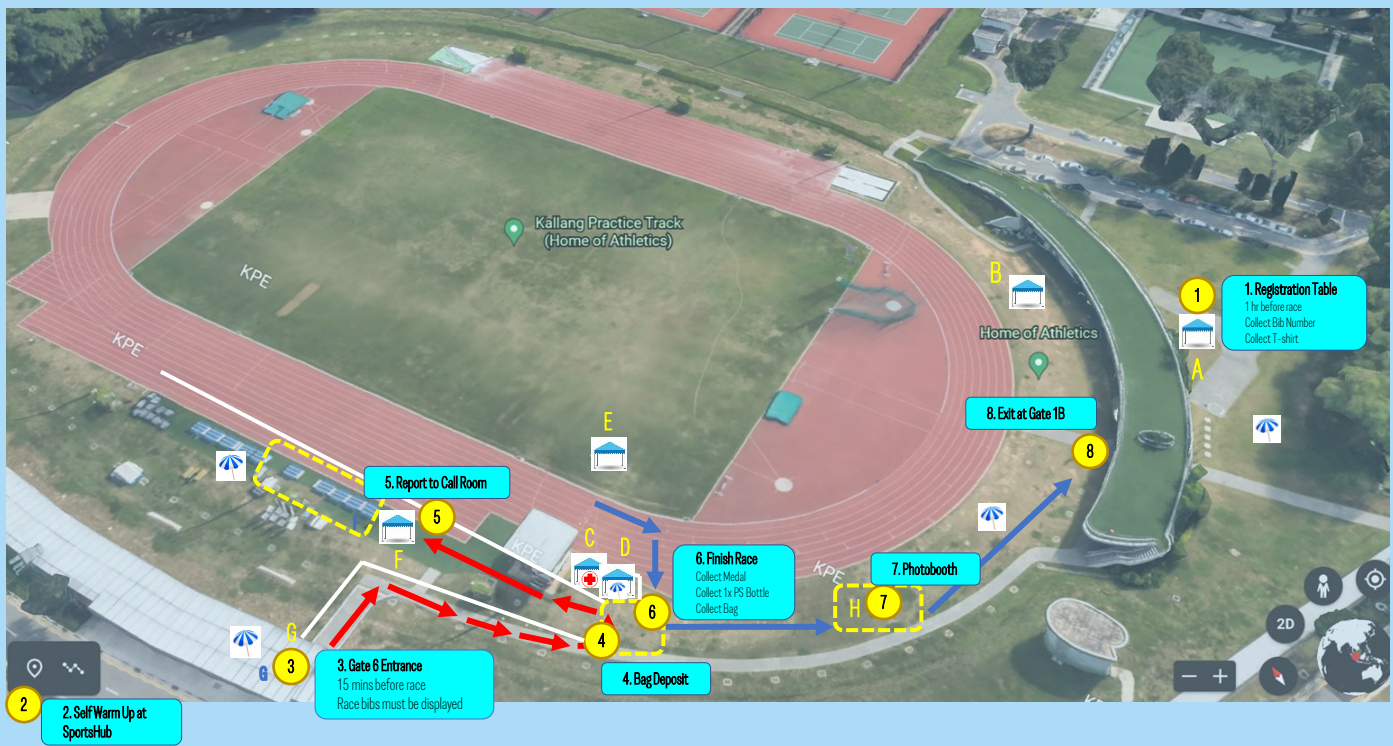 Kallang Practice Track
(Home of Athletics)
KPE
KPE
B
1
1. Registration Table
1 hr before race
Collect Bib Number
Collect T-shirt
Home of Athletics
A
8. Exit at Gate 1B
8
E
5. Report to Call Room
5
F
KPE
C
D
6. Finish Race
Collect Medal
Collect 1x PS Bottle
Collect Bag
6
KPE
7. Photobooth
H
7
G
3
G
3. Gate 6 Entrance
15 mins before race
Race bibs must be displayed
4
4. Bag Deposit
2D
2
2. Self Warm Up at
SportsHub